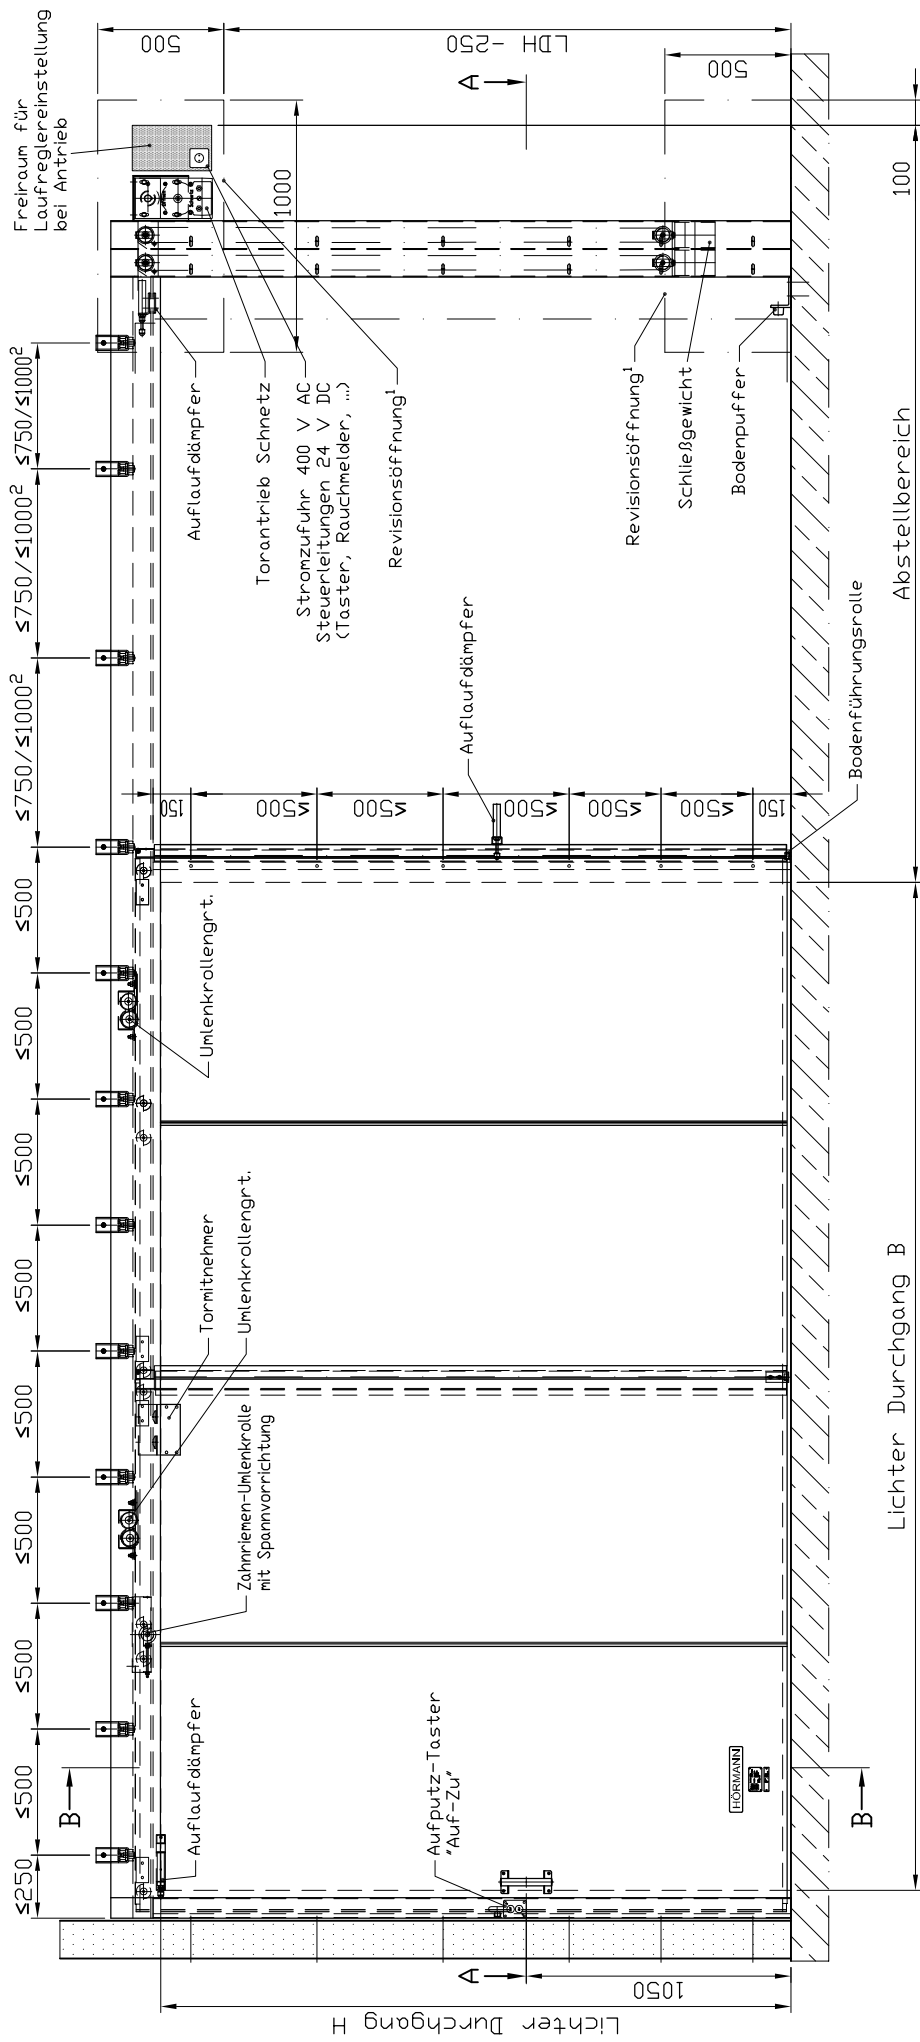 ≤250
≤500
≤500
≤500
≤500
≤500
≤500
≤500
≤500
≤750/≤1000²
≤750/≤1000²
≤750/≤1000²
Freiraum für
Laufreglereinstellung
bei Antrieb
500
LDH -250
500
1000
A
A
B
B
Auflaufdämpfer
Zahnriemen-Umlenkrolle
mit Spannvorrichtung
Tormitnehmer
Umlenkrollengrt.
Umlenkrollengrt.
Auflaufdämpfer
Torantrieb Schnetz
Stromzufuhr 400 V AC
Steuerleitungen 24 V DC
(Taster, Rauchmelder, ...)
Revisionsöffnung¹
Auflaufdämpfer
150
≤500
≤500
≤500
≤500
≤500
150
Revisionsöffnung¹
Schließgewicht
Bodenpuffer
Aufputz-Taster
"Auf-Zu"
HÖRMANN
Bodenführungsrolle
Lichter Durchgang H
1050
Lichter Durchgang B
Abstellbereich
100